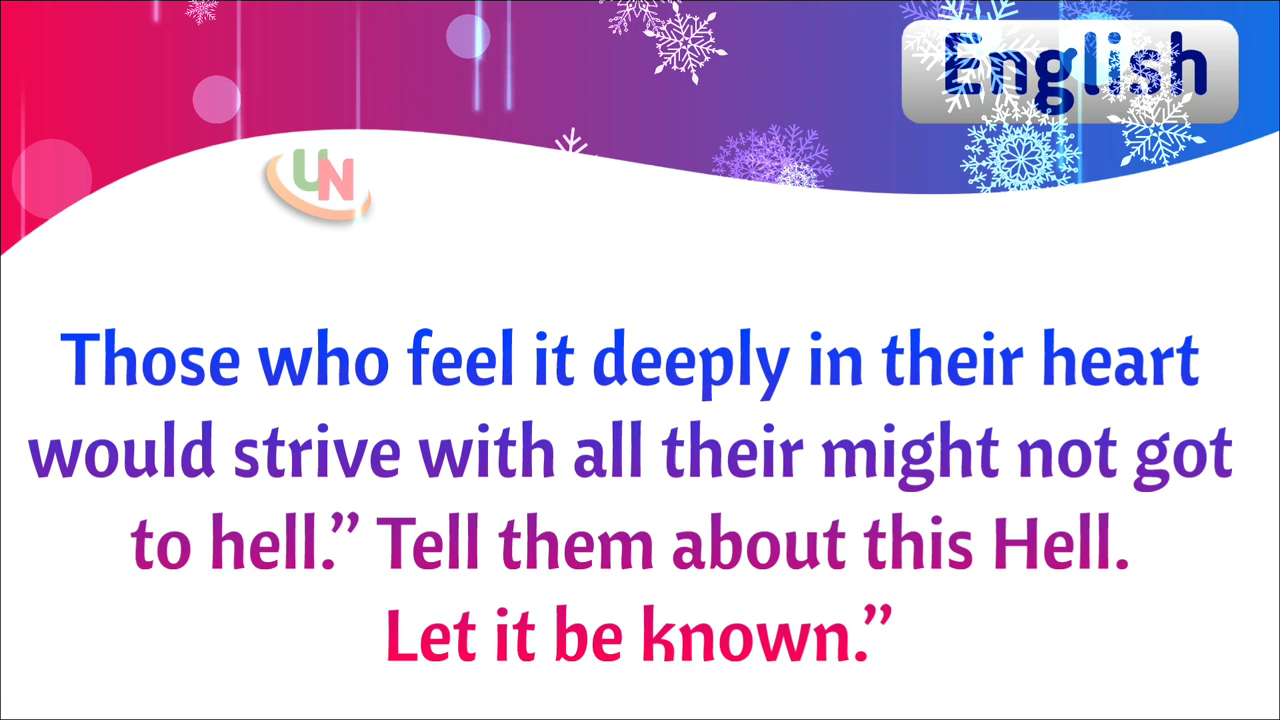 English
UN
Those who feel it deeply in their heart
would strive with all their might not got
to hell.” Tell them about this Hell.
Let it be known.”